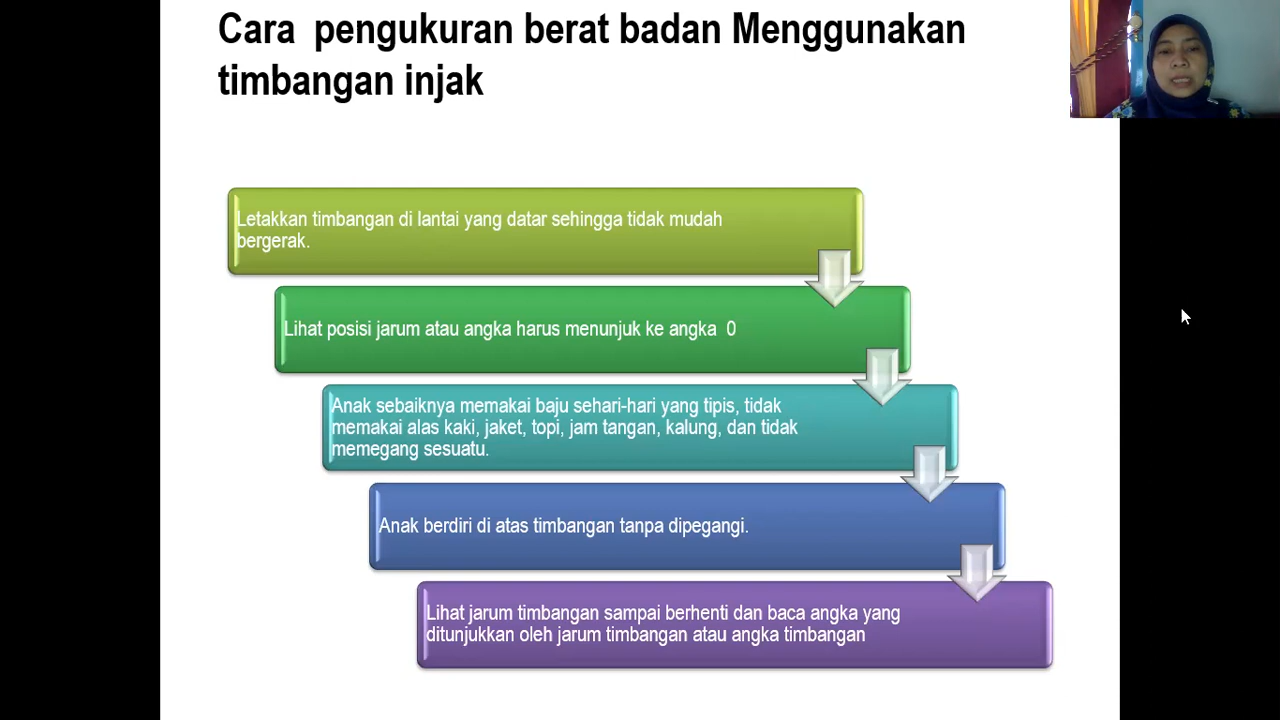 Cara pengukuran berat badan Menggunakan
timbangan injak
Letakkan timbangan di lantai yang datar sehingga tidak mudah
bergerak.
Lihat posisi jarum atau angka harus menunjuk ke angka 0
Anak sebaiknya memakai baju sehari-hari yang tipis, tidak
memakai alas kaki, jaket, topi, jam tangan, kalung, dan tidak
memegang sesuatu.
Anak berdiri di atas timbangan tanpa dipegangi.
Lihat jarum timbangan sampai berhenti dan baca angka yang
ditunjukkan oleh jarum timbangan atau angka timbangan